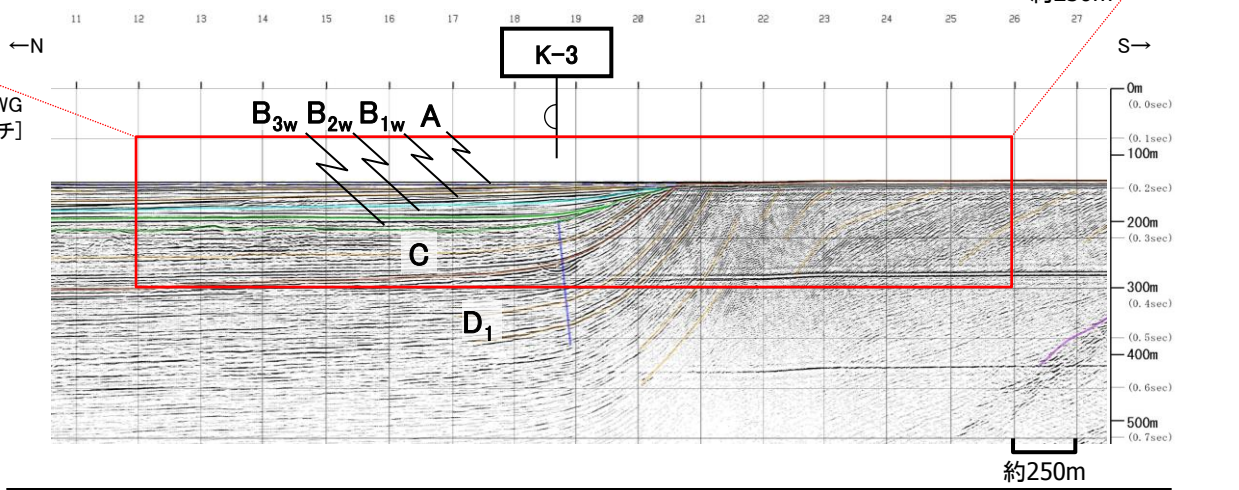 11 12 13 14 15 16 17 18 19 20 21 22 23 24 25 26 27
←N
S→
K-3
WG
チ]
B3w B2w B1w A
C
D1
0m
(0.0sec)
(0.1sec)
100m
(0.2sec)
200m
(0.3sec)
300m
(0.4sec)
(0.5sec)
400m
(0.6sec)
500m
(0.7sec)
約250m